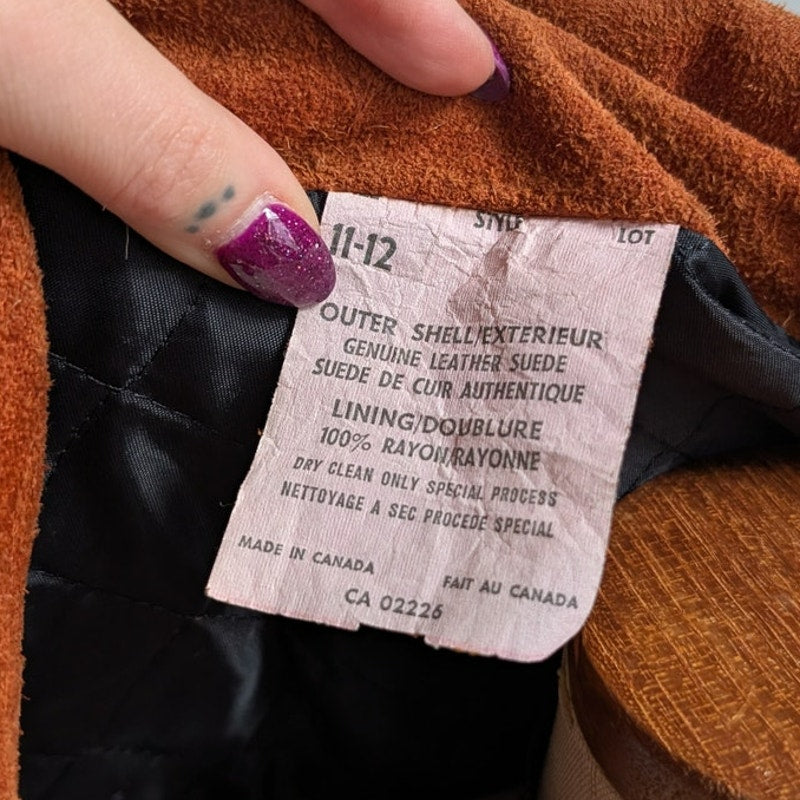 STYLE
LOT
11-12
OUTER SHELL/EXTERIEUR
GENUINE LEATHER SUEDE
SUEDE DE CUIR AUTHENTIQUE
LINING/DOUBLURE
100% RAYON/RAYONNE
DRY CLEAN ONLY SPECIAL PROCESS
NETTOYAGE A SEC PROCEDÉ SPECIAL
MADE IN CANADA
FAIT AU CANADA
CA 02226